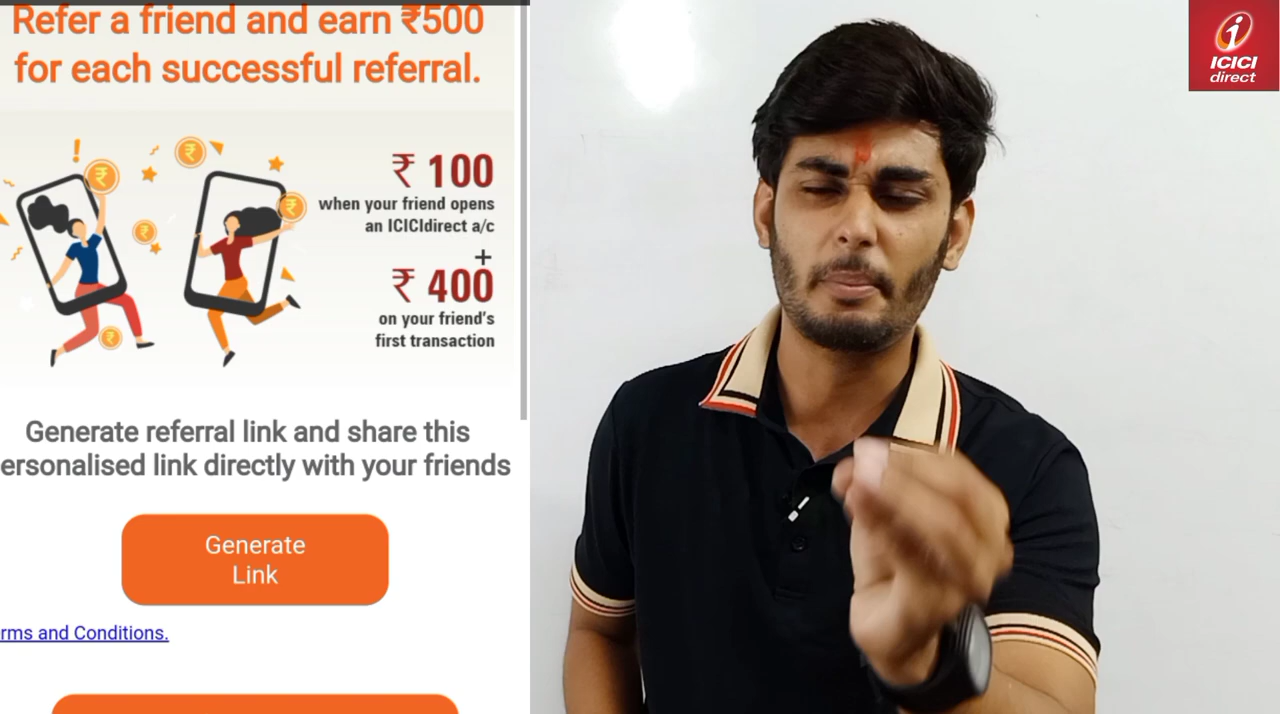 Refer a friend and earn ₹500
for each successful referral.
₹ 100
when your friend opens
an ICICIdirect a/c
+
₹ 400
on your friend's
first transaction
Generate referral link and share this
ersonalised link directly with your friends
Generate
Link
rms and Conditions.
ICICI
direct